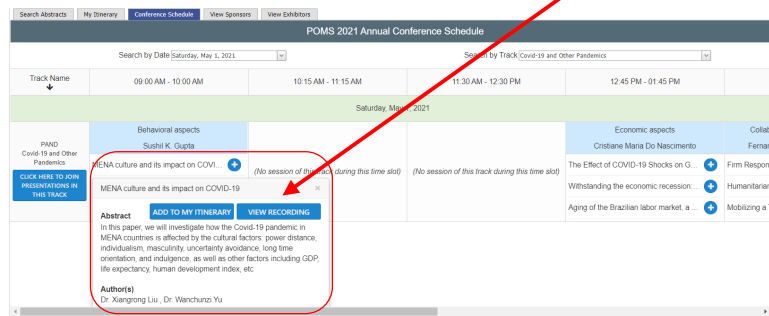 Search Abstracts My Itinerary Conference Schedule View Sponsors View Exhibitors
POMS 2021 Annual Conference Schedule
Search by Date Saturday, May 1, 2021 Search by Track Covid-19 and Other Pandemics
Track Name 09:00 AM - 10:00 AM 10:15 AM - 11:15 AM 11:30 AM - 12:30 PM 12:45 PM - 01:45 PM
Saturday, May 1, 2021
PAND
Covid-19 and Other
Pandemics
CLICK HERE TO JOIN
PRESENTATIONS IN
THIS TRACK
Behavioral aspects
Sushil K. Gupta
MENA culture and its impact on COVI...
(No session of this track during this time slot)
(No session of this track during this time slot)
Economic aspects
Cristiane Maria Do Nascimento
The Effect of COVID-19 Shocks on G...
Withstanding the economic recession:...
Aging of the Brazilian labor market, a ...
Collab
Fernar
Firm Respon
Humanitarian
Mobilizing a
MENA culture and its impact on COVID-19 ×
ADD TO MY ITINERARY VIEW RECORDING
Abstract
In this paper, we will investigate how the Covid-19 pandemic in
MENA countries is affected by the cultural factors: power distance,
individualism, masculinity, uncertainty avoidance, long time
orientation, and indulgence, as well as other factors including GDP,
life expectancy, human development index, etc
Author(s)
Dr. Xiangrong Liu , Dr. Wanchunzi Yu